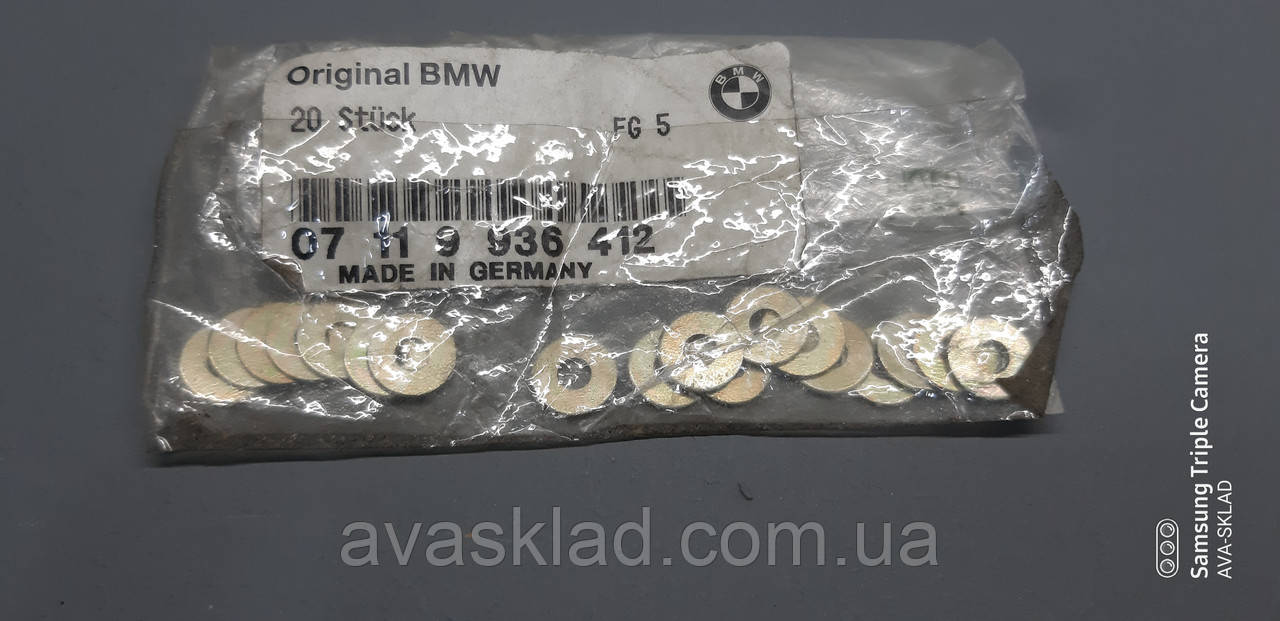 Original BMW
BMW
20 Stück FG 5
07 11 9 936 412
MADE IN GERMANY
avasklad.com.ua
Samsung Triple Camera
AVA-SKLAD